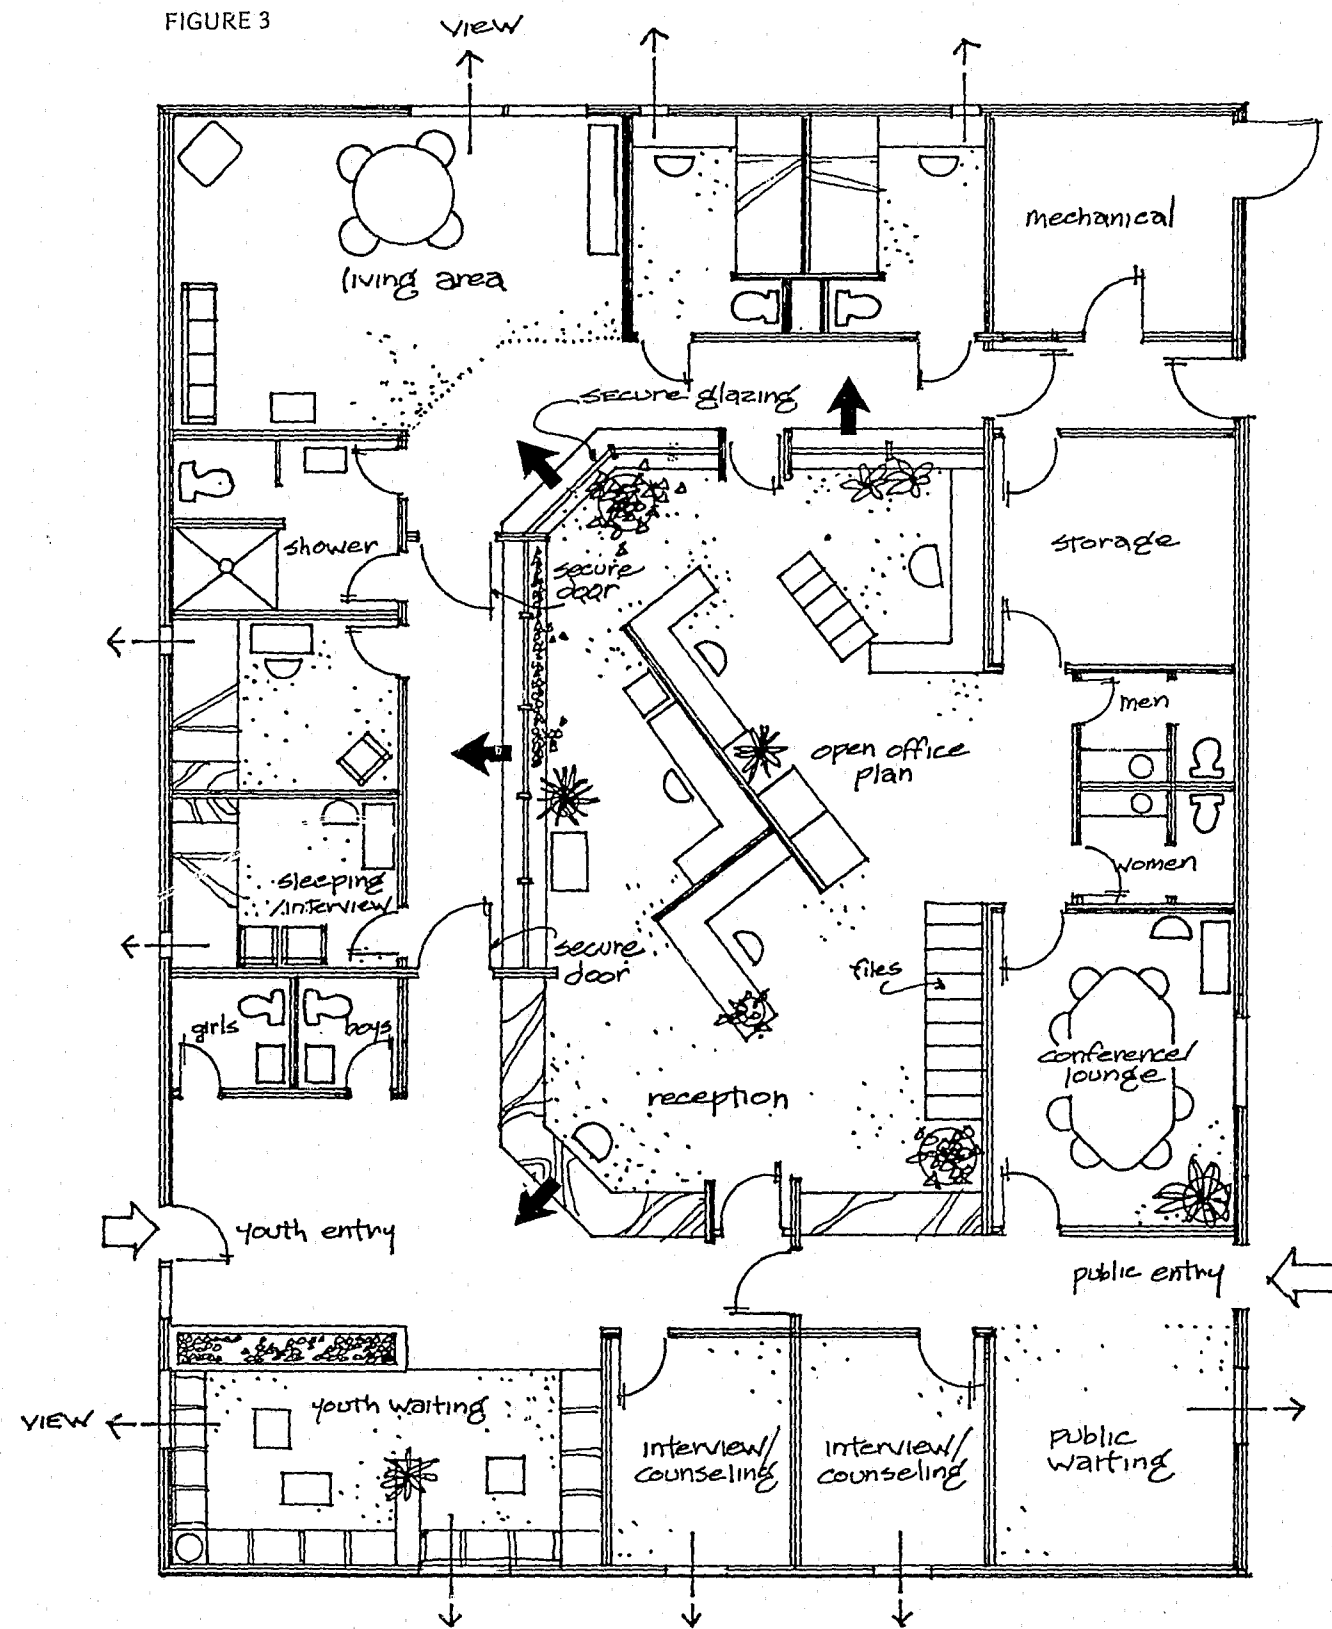 FIGURE 3
VIEW
mechanical
living area
secure glazing
storage
shower
secure
door
men
open office
plan
women
sleeping
/interview
secure
door
files
girls
boys
conference/
lounge
reception
youth entry
public entry
youth waiting
VIEW
interview/
counseling
interview/
counseling
public
waiting